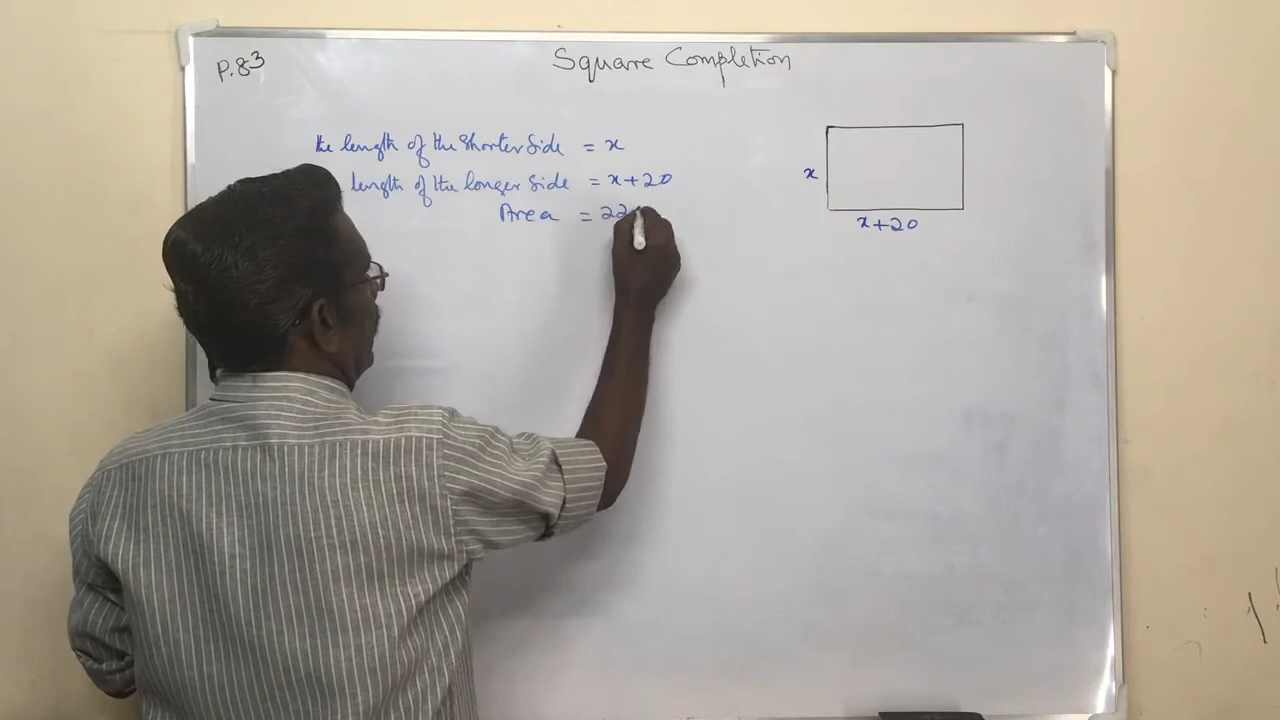 P.83
Square Completion
the length of the Shorter Side = x
length of the longer Side = x+20
Area = 22
x
x+20